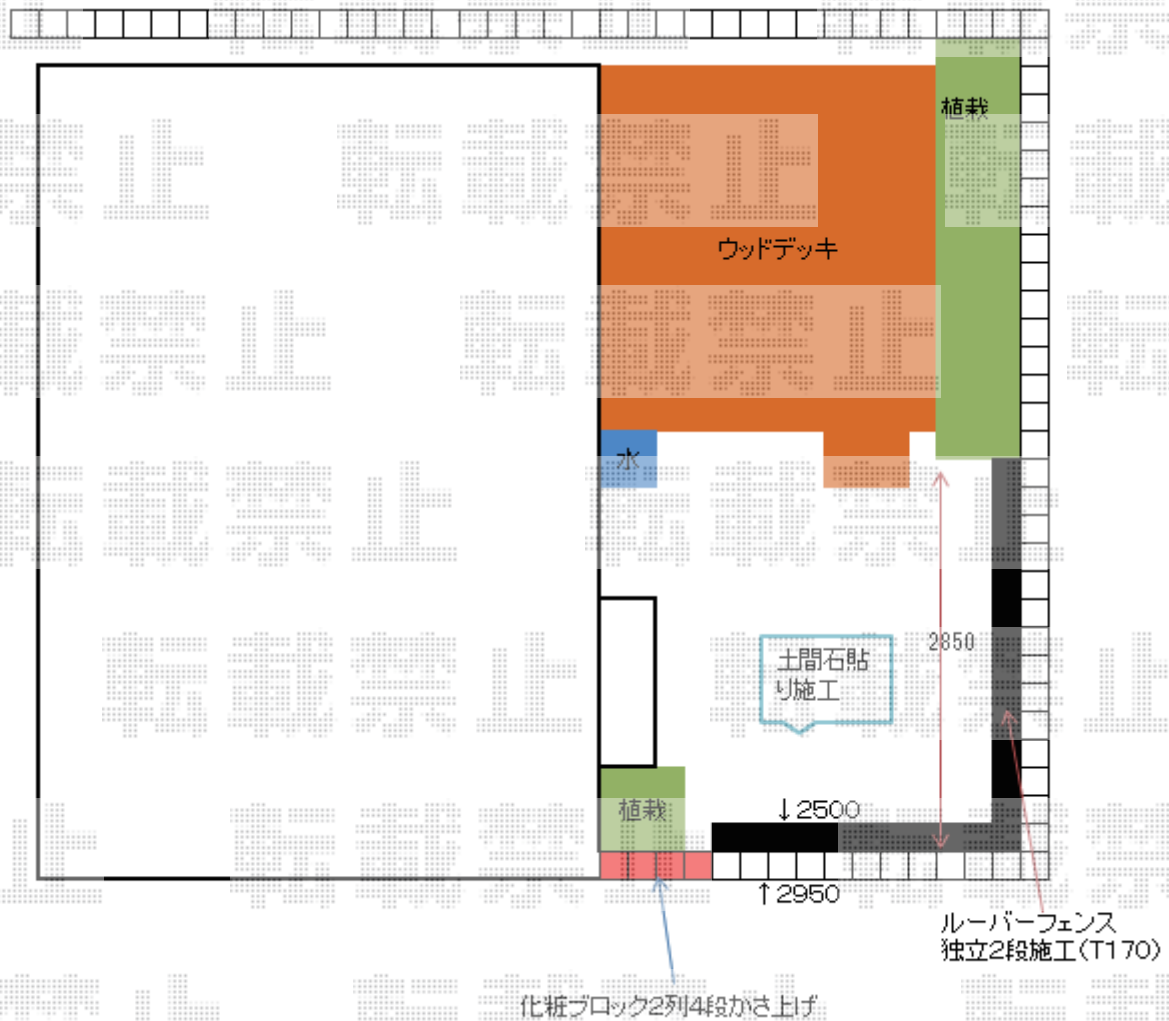 植栽
ウッドデッキ
水
2850
土間石貼
り施工
植栽
↓2500
↑2950
ルーバーフェンス
独立2段施工(T170)
化粧ブロック2列4段かさ上げ
転載禁止